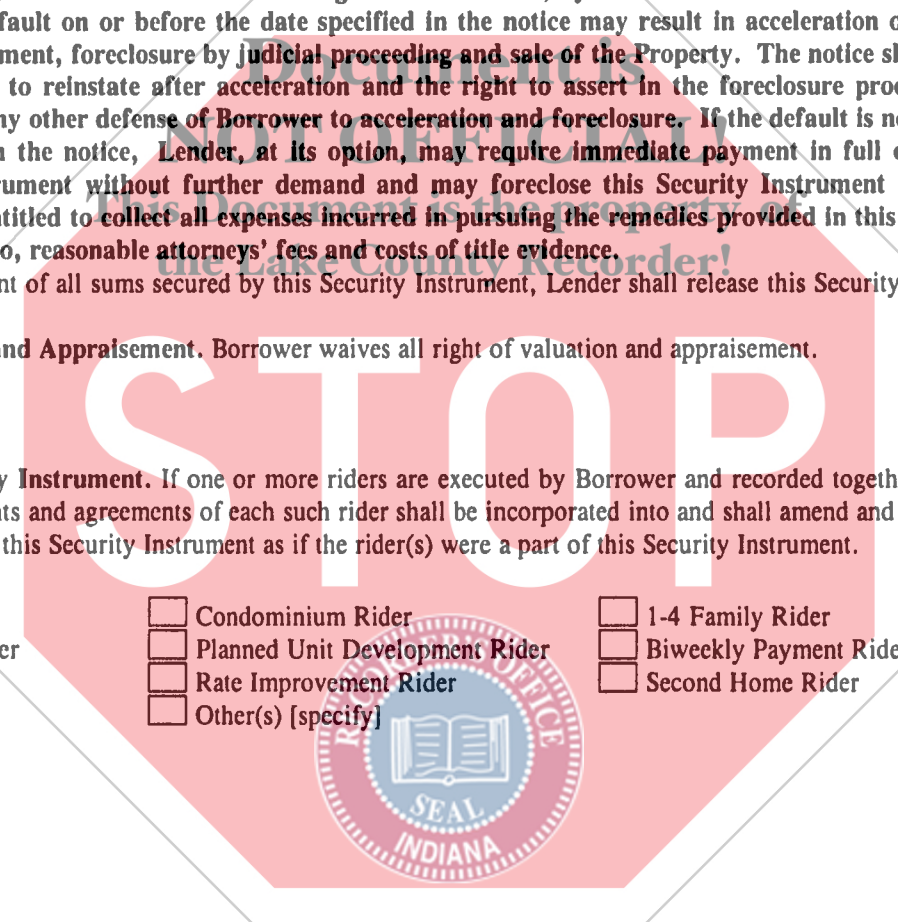 fault on or before the date specified in the notice may result in acceleration o
ment, foreclosure by judicial proceeding and sale of the Property. The notice sh
to reinstate after acceleration and the right to assert in the foreclosure proc
ny other defense of Borrower to acceleration and foreclosure. If the default is no
n the notice, Lender, at its option, may require immediate payment in full o
rument without further demand and may foreclose this Security Instrument
titled to collect all expenses incurred in pursuing the remedies provided in this
o, reasonable attorneys' fees and costs of title evidence.
nt of all sums secured by this Security Instrument, Lender shall release this Security
nd Appraisement. Borrower waives all right of valuation and appraisement.
y Instrument. If one or more riders are executed by Borrower and recorded togeth
ts and agreements of each such rider shall be incorporated into and shall amend and
this Security Instrument as if the rider(s) were a part of this Security Instrument.
Condominium Rider 1-4 Family Rider
er Planned Unit Development Rider Biweekly Payment Ride
Rate Improvement Rider Second Home Rider
Other(s) [specify]
Document is
NOT OFFICIAL!
This Document is the property of
the Lake County Recorder!
STOP
RECORDER'S OFFICE
SEAL
INDIANA